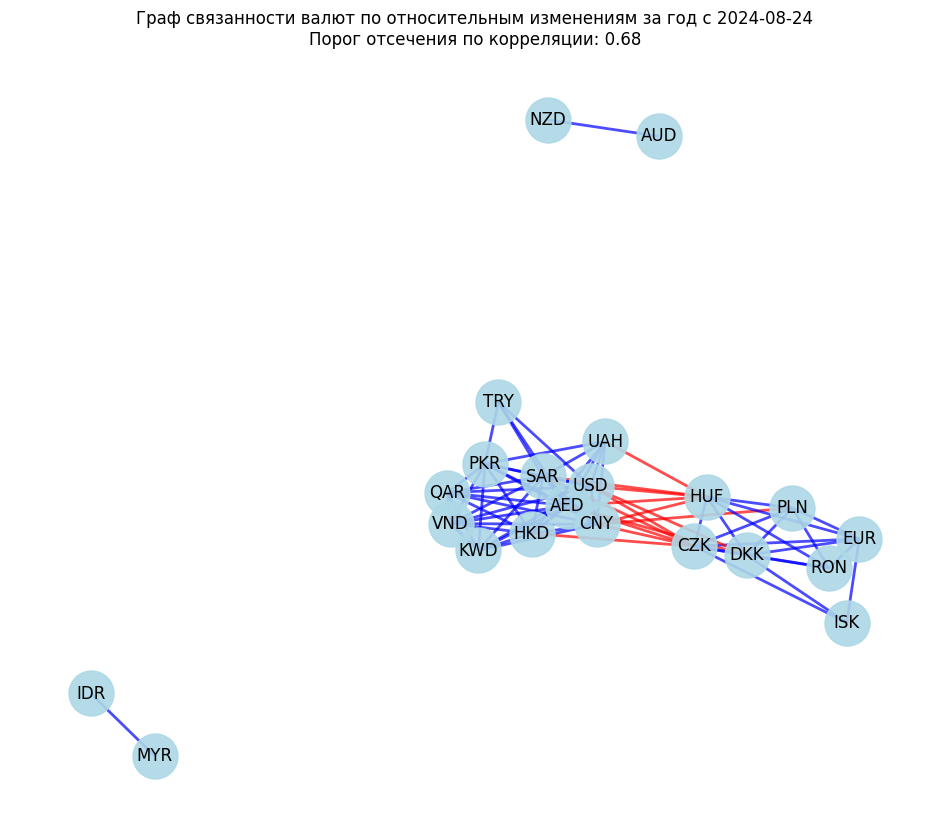 Граф связанности валют по относительным изменениям за год с 2024-08-24
Порог отсечения по корреляции: 0.68
NZD
AUD
TRY
UAH
PKR
SAR
USD
QAR
AED
HUF
PLN
VND
CNY
HKD
EUR
KWD
CZK
DKK
RON
ISK
IDR
MYR